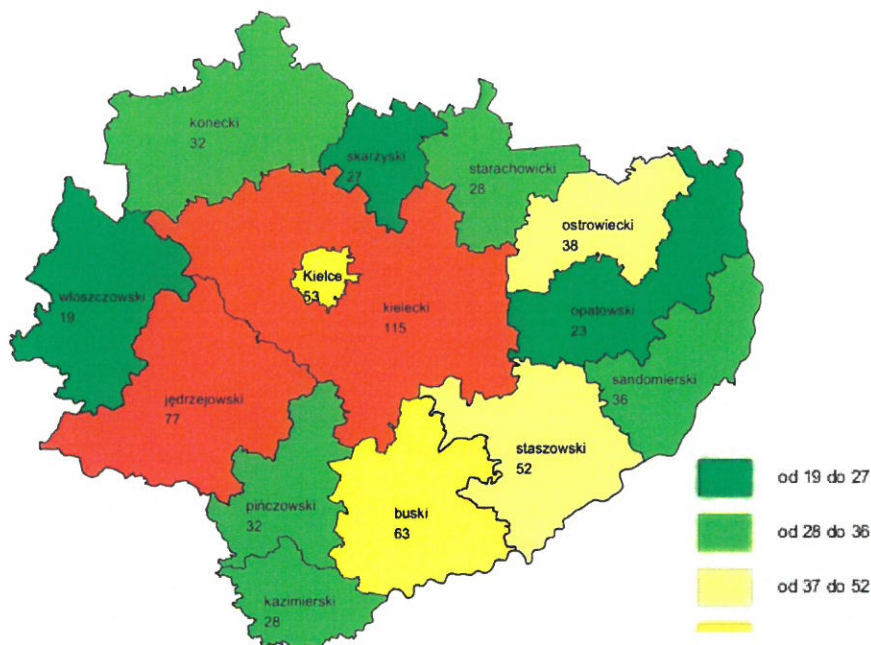 konecki
32
skarżyski
27
starachowicki
28
ostrowiecki
38
Kielce
53
włoszczowski
19
kielecki
115
opatowski
23
jędrzejowski
77
sandomierski
36
staszowski
52
pińczowski
32
buski
63
kazimierski
28
od 19 do 27
od 28 do 36
od 37 do 52